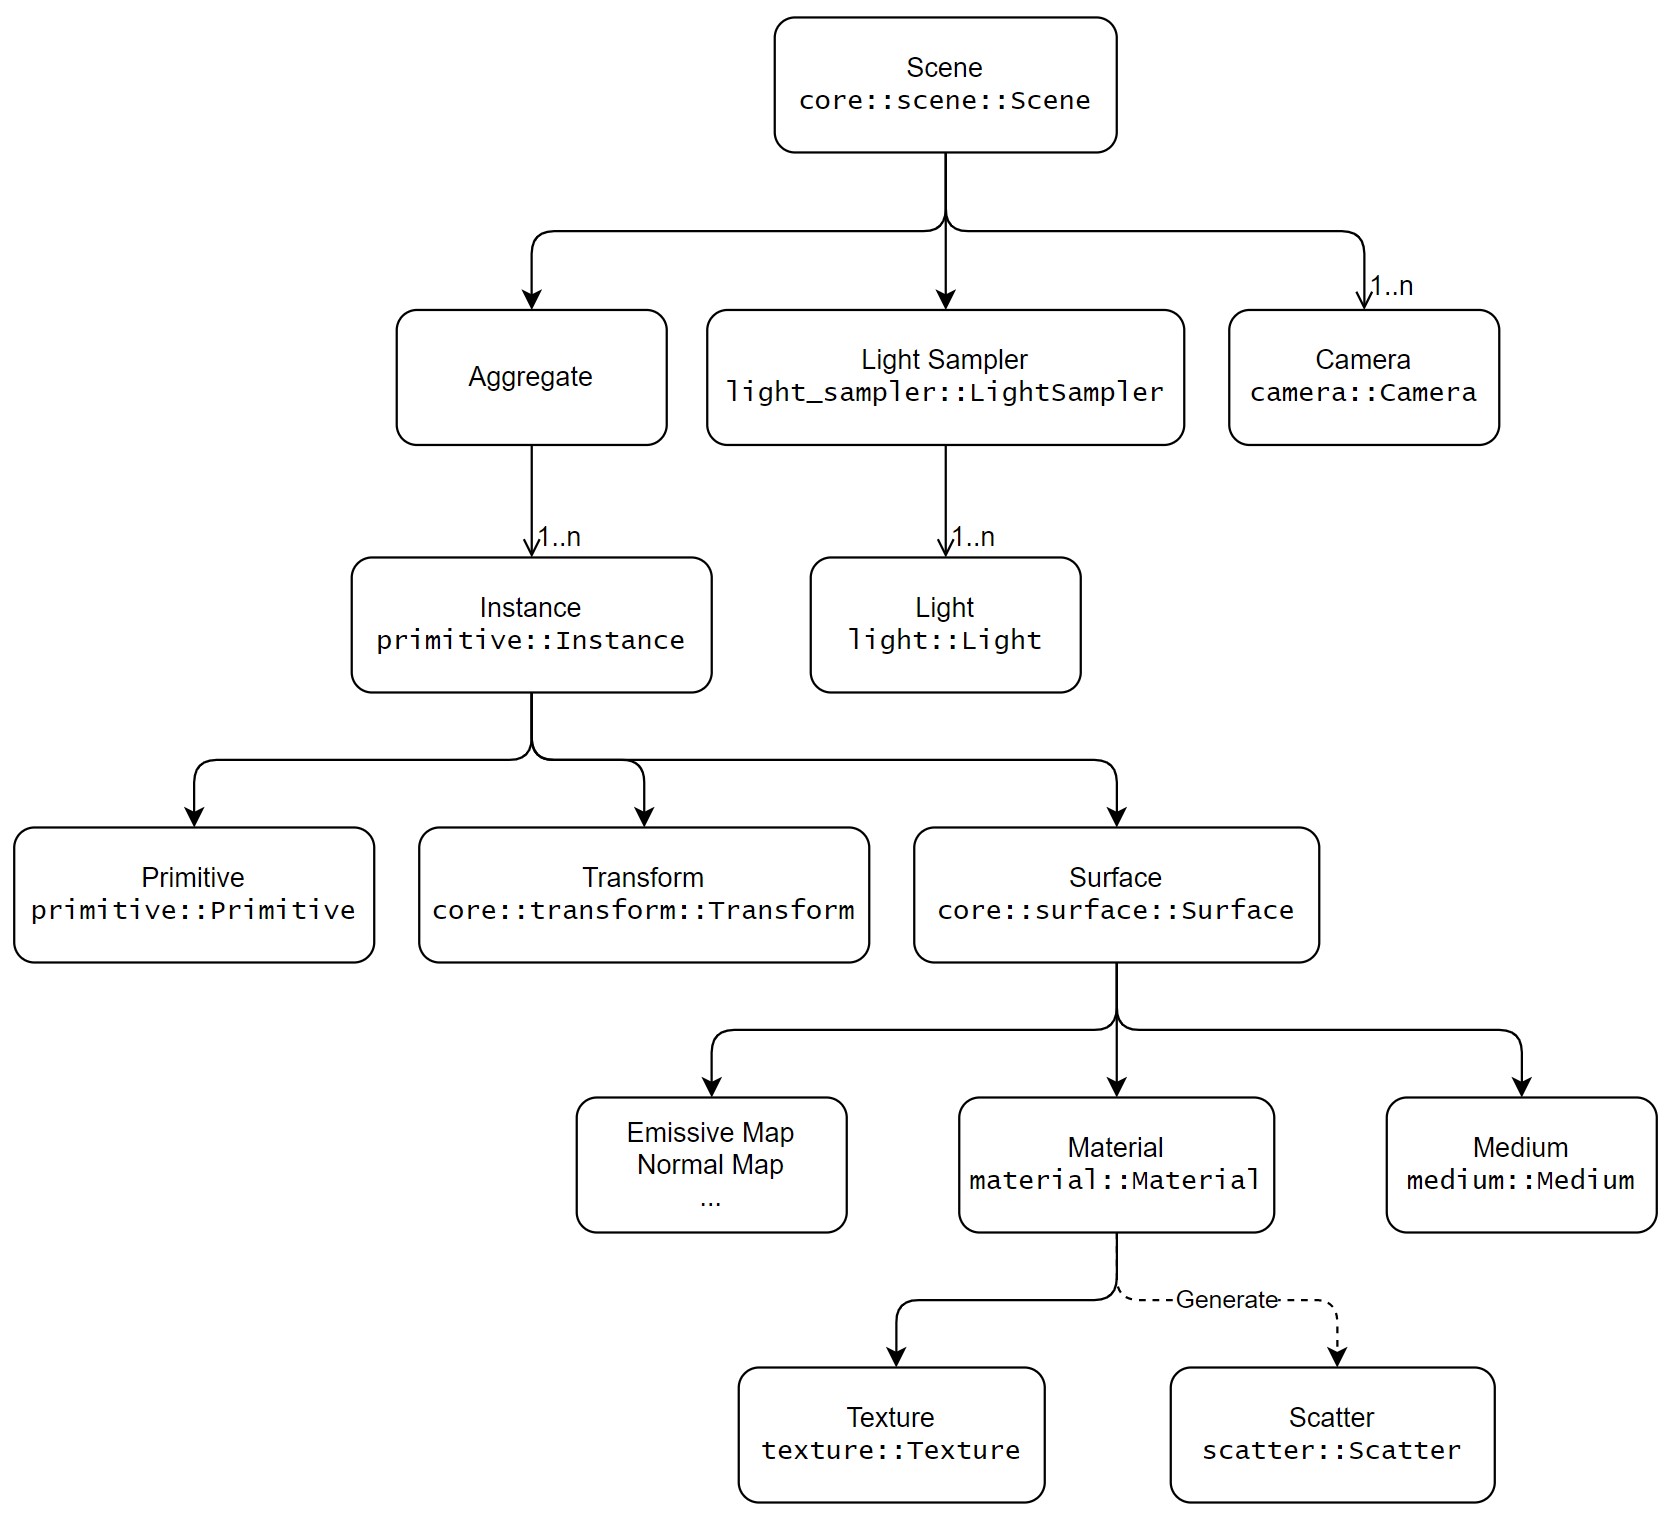 Scene
core::scene::Scene
1..n
Aggregate
Light Sampler
light_sampler::LightSampler
Camera
camera::Camera
1..n
1..n
Instance
primitive::Instance
Light
light::Light
Primitive
primitive::Primitive
Transform
core::transform::Transform
Surface
core::surface::Surface
Emissive Map
Normal Map
...
Material
material::Material
Medium
medium::Medium
Generate
Texture
texture::Texture
Scatter
scatter::Scatter